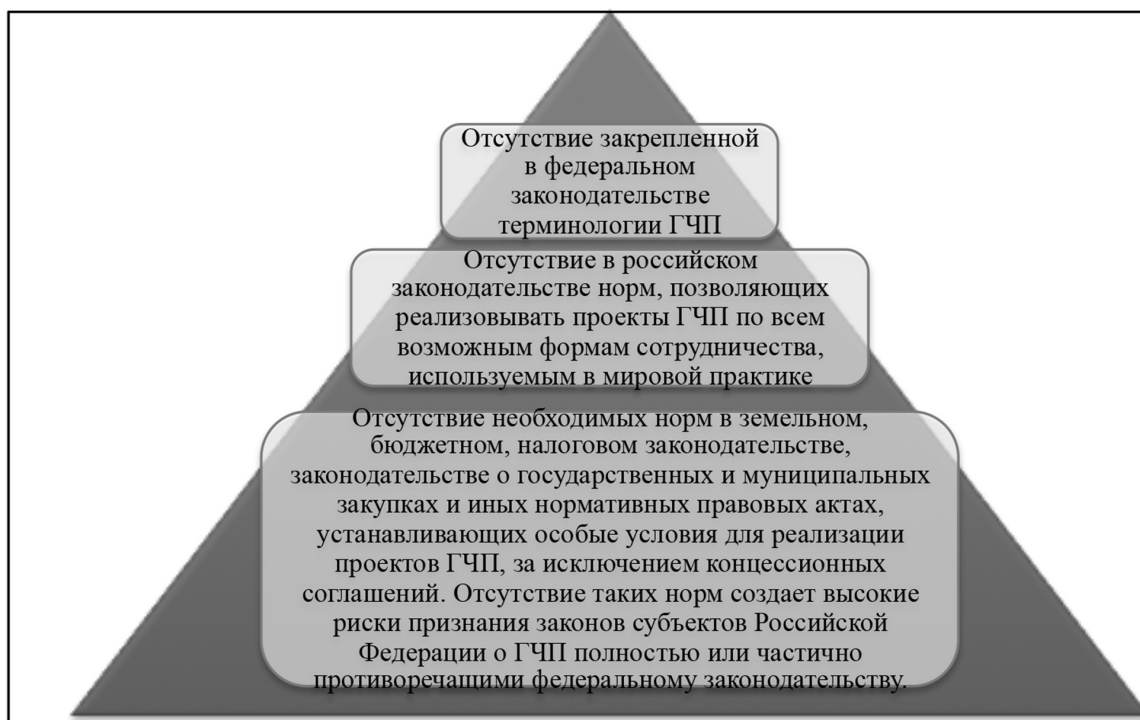 Отсутствие закрепленной
в федеральном
законодательстве
терминологии ГЧП
Отсутствие в российском
законодательстве норм, позволяющих
реализовывать проекты ГЧП по всем
возможным формам сотрудничества,
используемым в мировой практике
Отсутствие необходимых норм в земельном,
бюджетном, налоговом законодательстве,
законодательстве о государственных и муниципальных
закупках и иных нормативных правовых актах,
устанавливающих особые условия для реализации
проектов ГЧП, за исключением концессионных
соглашений. Отсутствие таких норм создает высокие
риски признания законов субъектов Российской
Федерации о ГЧП полностью или частично
противоречащими федеральному законодательству.